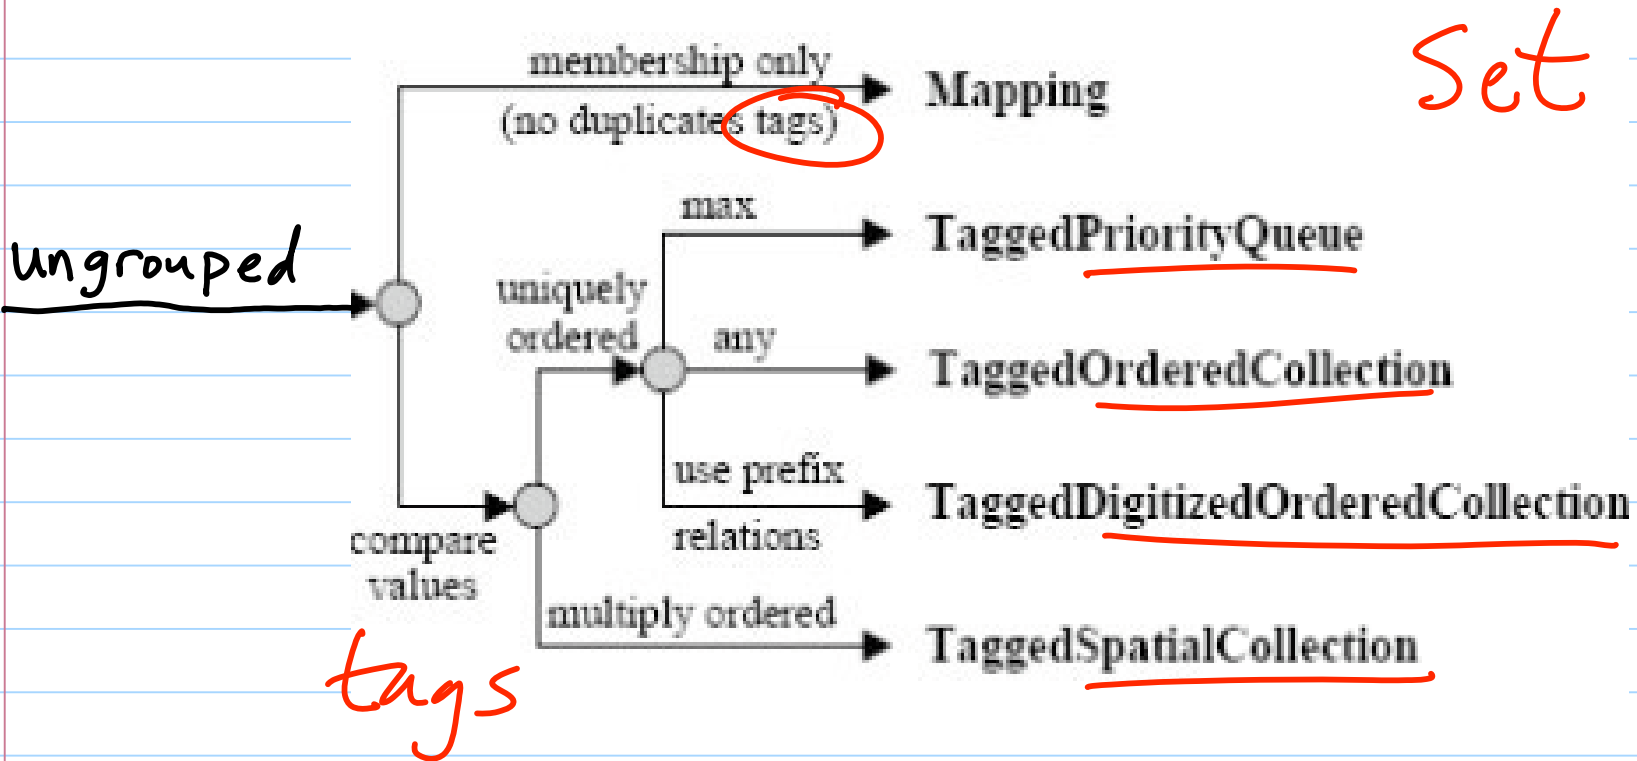 Set
membership only
Mapping
(no duplicates tags)
max
TaggedPriorityQueue
ungrouped
uniquely
ordered
any
TaggedOrderedCollection
use prefix
relations
TaggedDigitizedOrderedCollection
compare
values
multiply ordered
TaggedSpatialCollection
tags